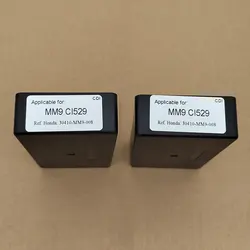 Applicable for: CDI
MM9 CI529
Ref. Honda: 30410-MM9-008
Applicable for: CDI
MM9 CI529
Ref. Honda: 30410-MM9-008